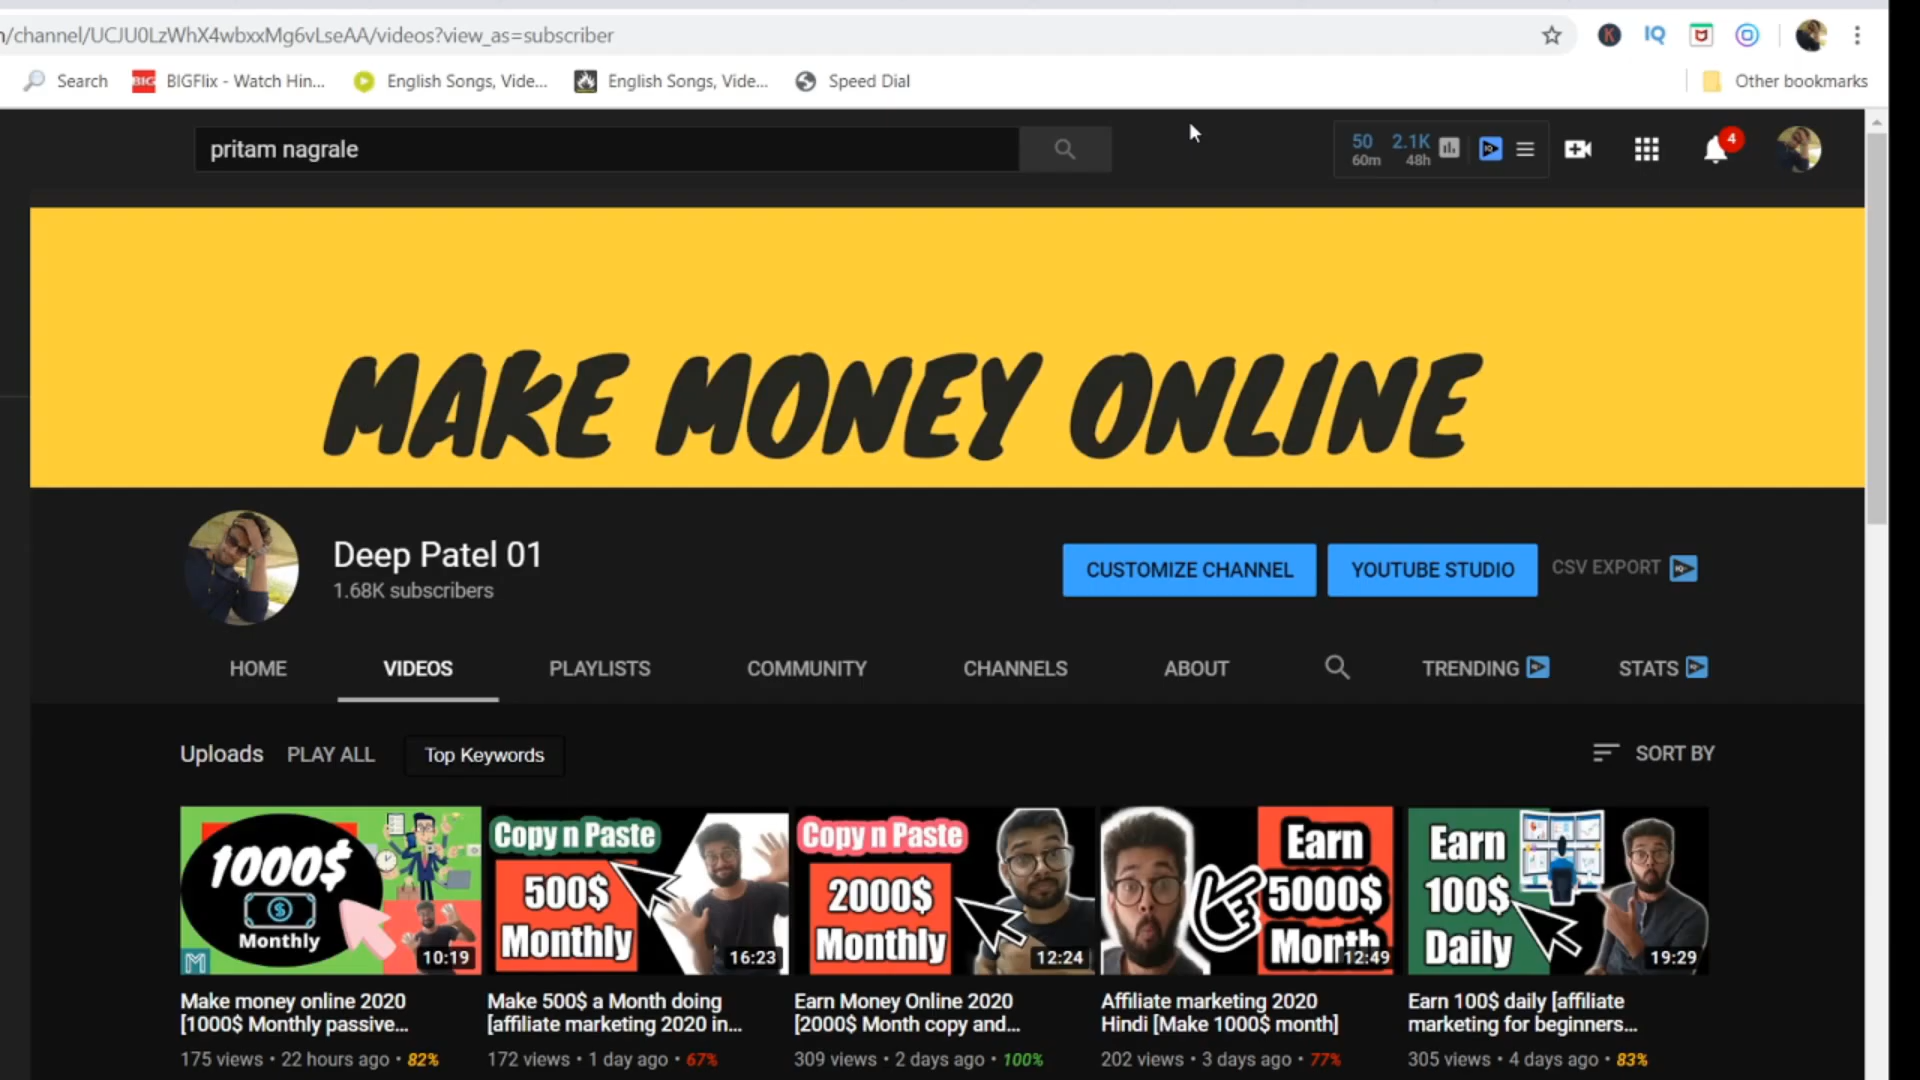 /channel/UCJU0LzWhX4wbxxMg6vLseAA/videos?view_as=subscriber
K
IQ
Search
BIG
BIGFlix - Watch Hin...
English Songs, Vide...
English Songs, Vide...
Speed Dial
Other bookmarks
pritam nagrale
50 2.1K
60m 48h
4
MAKE MONEY ONLINE
Deep Patel 01
1.68K subscribers
CUSTOMIZE CHANNEL
YOUTUBE STUDIO
CSV EXPORT
HOME
VIDEOS
PLAYLISTS
COMMUNITY
CHANNELS
ABOUT
TRENDING
STATS
Uploads
PLAY ALL
Top Keywords
SORT BY
1000$
Monthly
10:19
Copy n Paste
500$
Monthly
16:23
Copy n Paste
2000$
Monthly
12:24
Earn
5000$
Month
12:49
Earn
100$
Daily
19:29
Make money online 2020
[1000$ Monthly passive...
175 views • 22 hours ago • 82%
Make 500$ a Month doing
[affiliate marketing 2020 in...
172 views • 1 day ago • 67%
Earn Money Online 2020
[2000$ Month copy and...
309 views • 2 days ago • 100%
Affiliate marketing 2020
Hindi [Make 1000$ month]
202 views • 3 days ago • 77%
Earn 100$ daily [affiliate
marketing for beginners...
305 views • 4 days ago • 83%